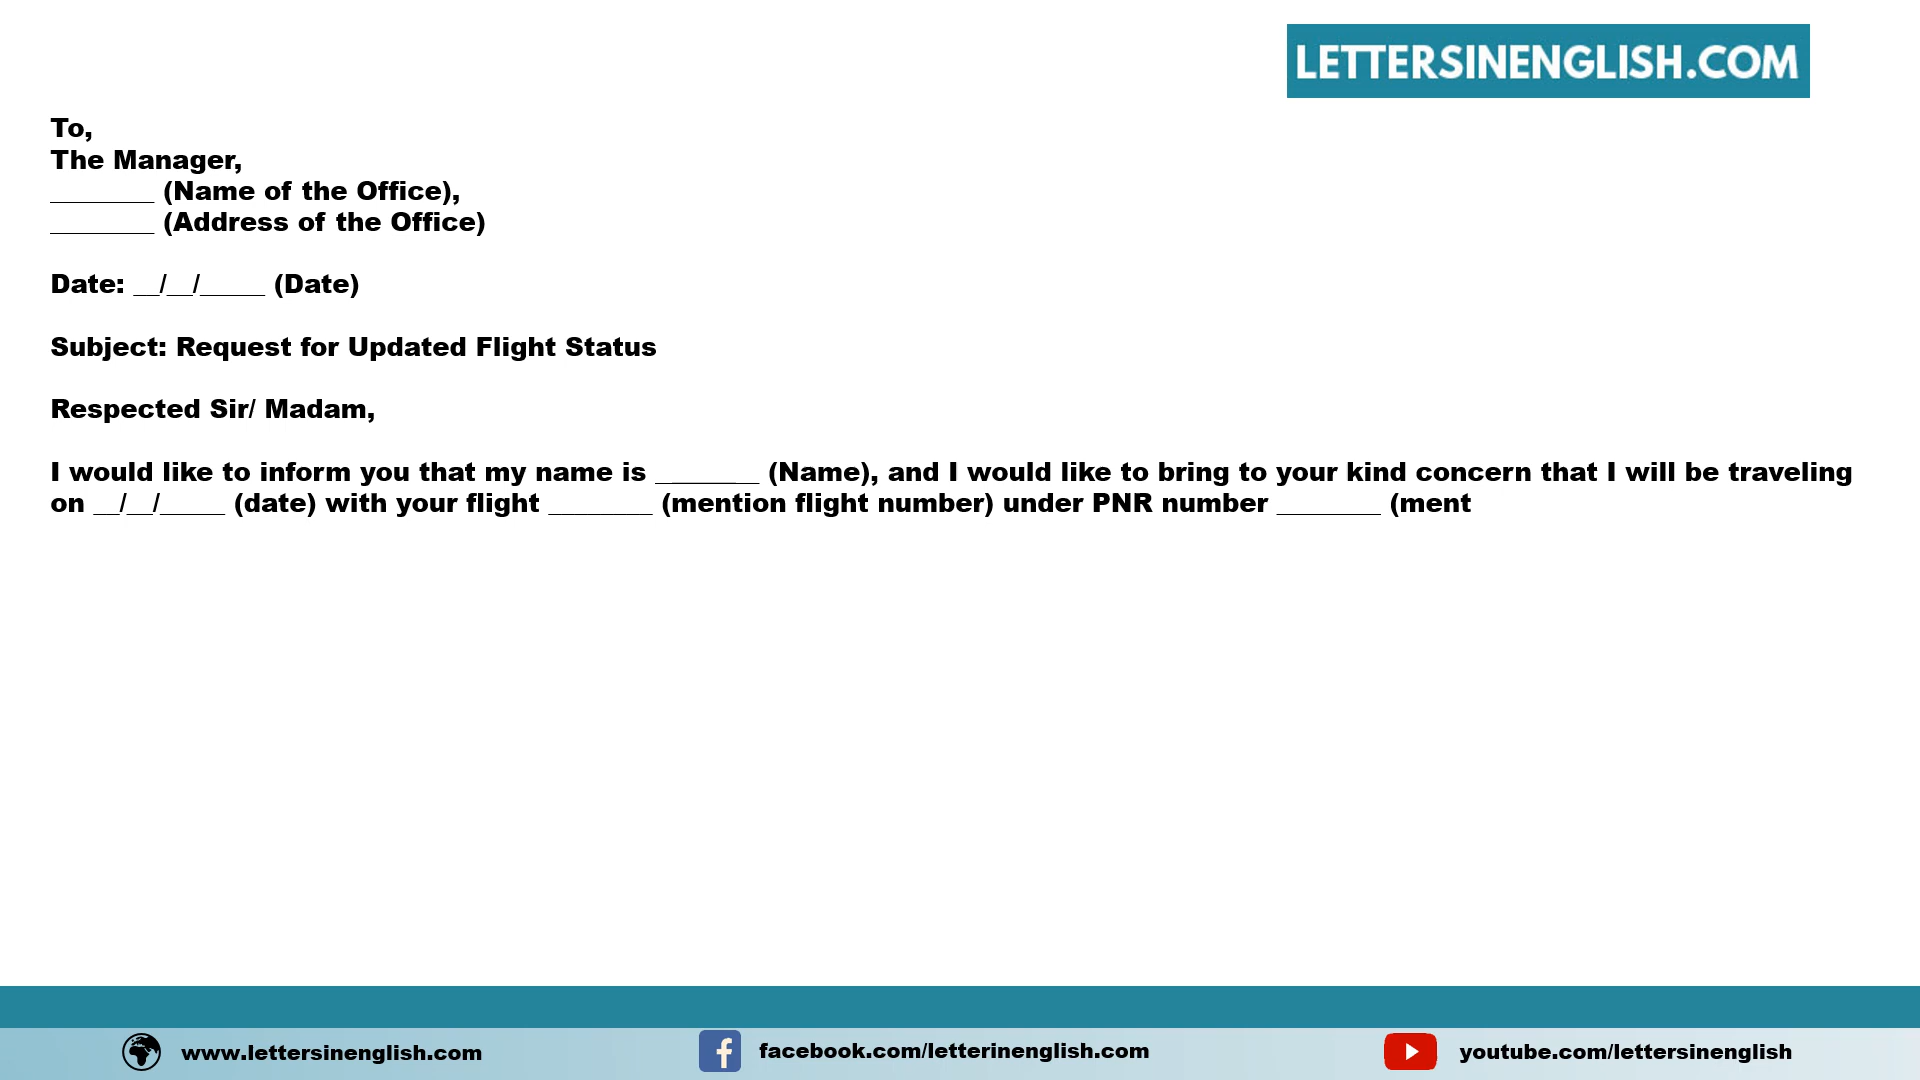 LETTERSINENGLISH.COM
To,
The Manager,
________ (Name of the Office),
________ (Address of the Office)
Date: __/__/_____ (Date)
Subject: Request for Updated Flight Status
Respected Sir/ Madam,
I would like to inform you that my name is ________ (Name), and I would like to bring to your kind concern that I will be traveling
on __/__/_____ (date) with your flight ________ (mention flight number) under PNR number ________ (ment
www.lettersinenglish.com
facebook.com/letterinenglish.com
youtube.com/lettersinenglish